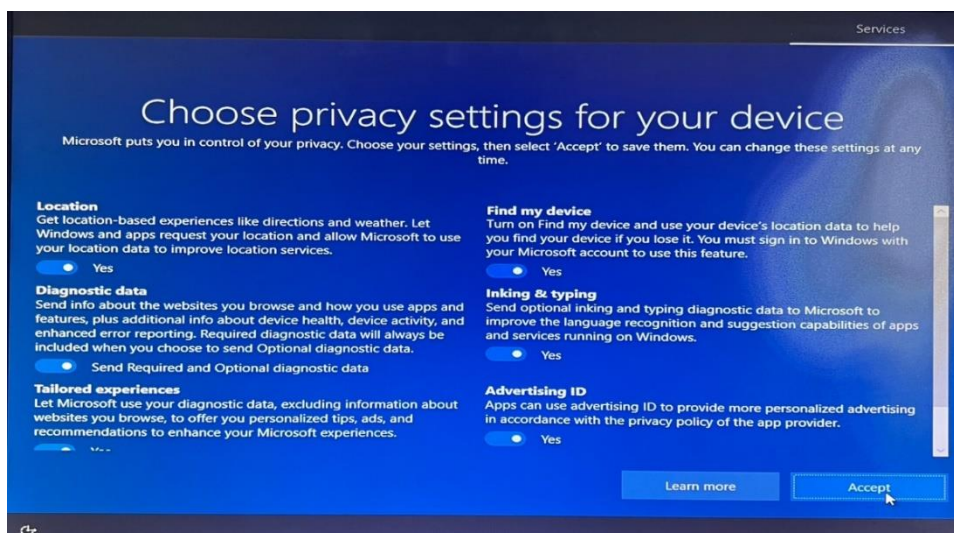 Services
Choose privacy settings for your device
Microsoft puts you in control of your privacy. Choose your settings, then select 'Accept' to save them. You can change these settings at any
time.
Location
Get location-based experiences like directions and weather. Let
Windows and apps request your location and allow Microsoft to use
your location data to improve location services.
Yes
Diagnostic data
Send info about the websites you browse and how you use apps and
features, plus additional info about device health, device activity, and
enhanced error reporting. Required diagnostic data will always be
included when you choose to send Optional diagnostic data.
Send Required and Optional diagnostic data
Tailored experiences
Let Microsoft use your diagnostic data, excluding information about
websites you browse, to offer you personalized tips, ads, and
recommendations to enhance your Microsoft experiences.
Find my device
Turn on Find my device and use your device's location data to help
you find your device if you lose it. You must sign in to Windows with
your Microsoft account to use this feature.
Yes
Inking & typing
Send optional inking and typing diagnostic data to Microsoft to
improve the language recognition and suggestion capabilities of apps
and services running on Windows.
Yes
Advertising ID
Apps can use advertising ID to provide more personalized advertising
in accordance with the privacy policy of the app provider.
Yes
Learn more
Accept